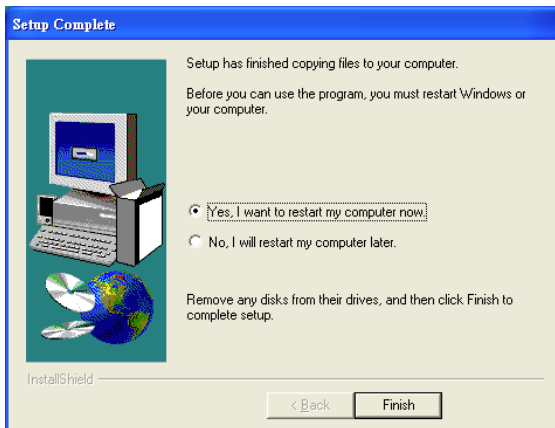 Setup Complete
Setup has finished copying files to your computer.
Before you can use the program, you must restart Windows or
your computer.
Yes, I want to restart my computer now.
No, I will restart my computer later.
Remove any disks from their drives, and then click Finish to
complete setup.
InstallShield
< Back
Finish